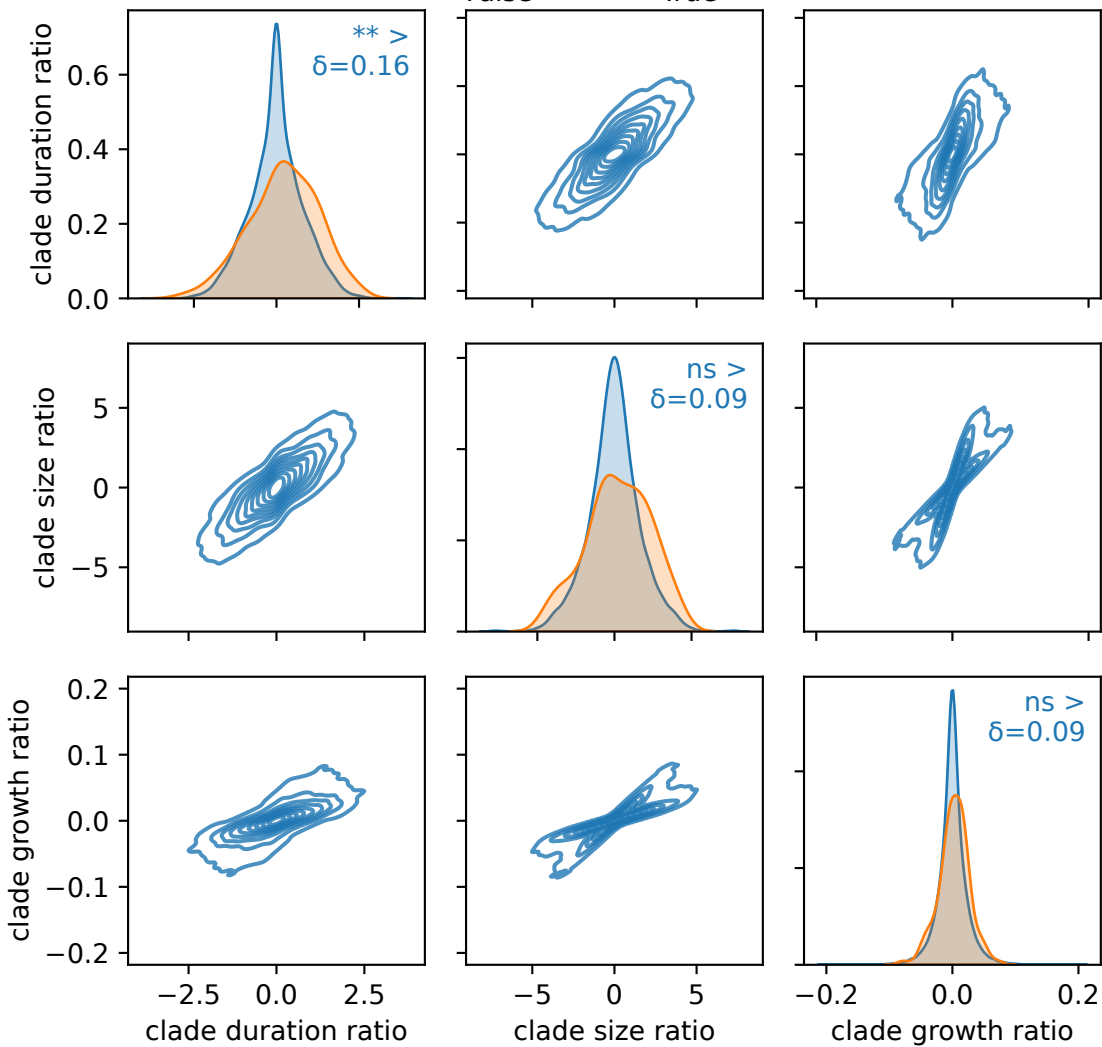 clade duration ratio
0.6
0.4
0.2
0.0
** >
δ=0.16
clade size ratio
5
0
−5
ns >
δ=0.09
clade growth ratio
0.2
0.1
0.0
−0.1
−0.2
ns >
δ=0.09
−2.5 0.0 2.5
−5 0 5
−0.2 0.0 0.2
clade duration ratio
clade size ratio
clade growth ratio